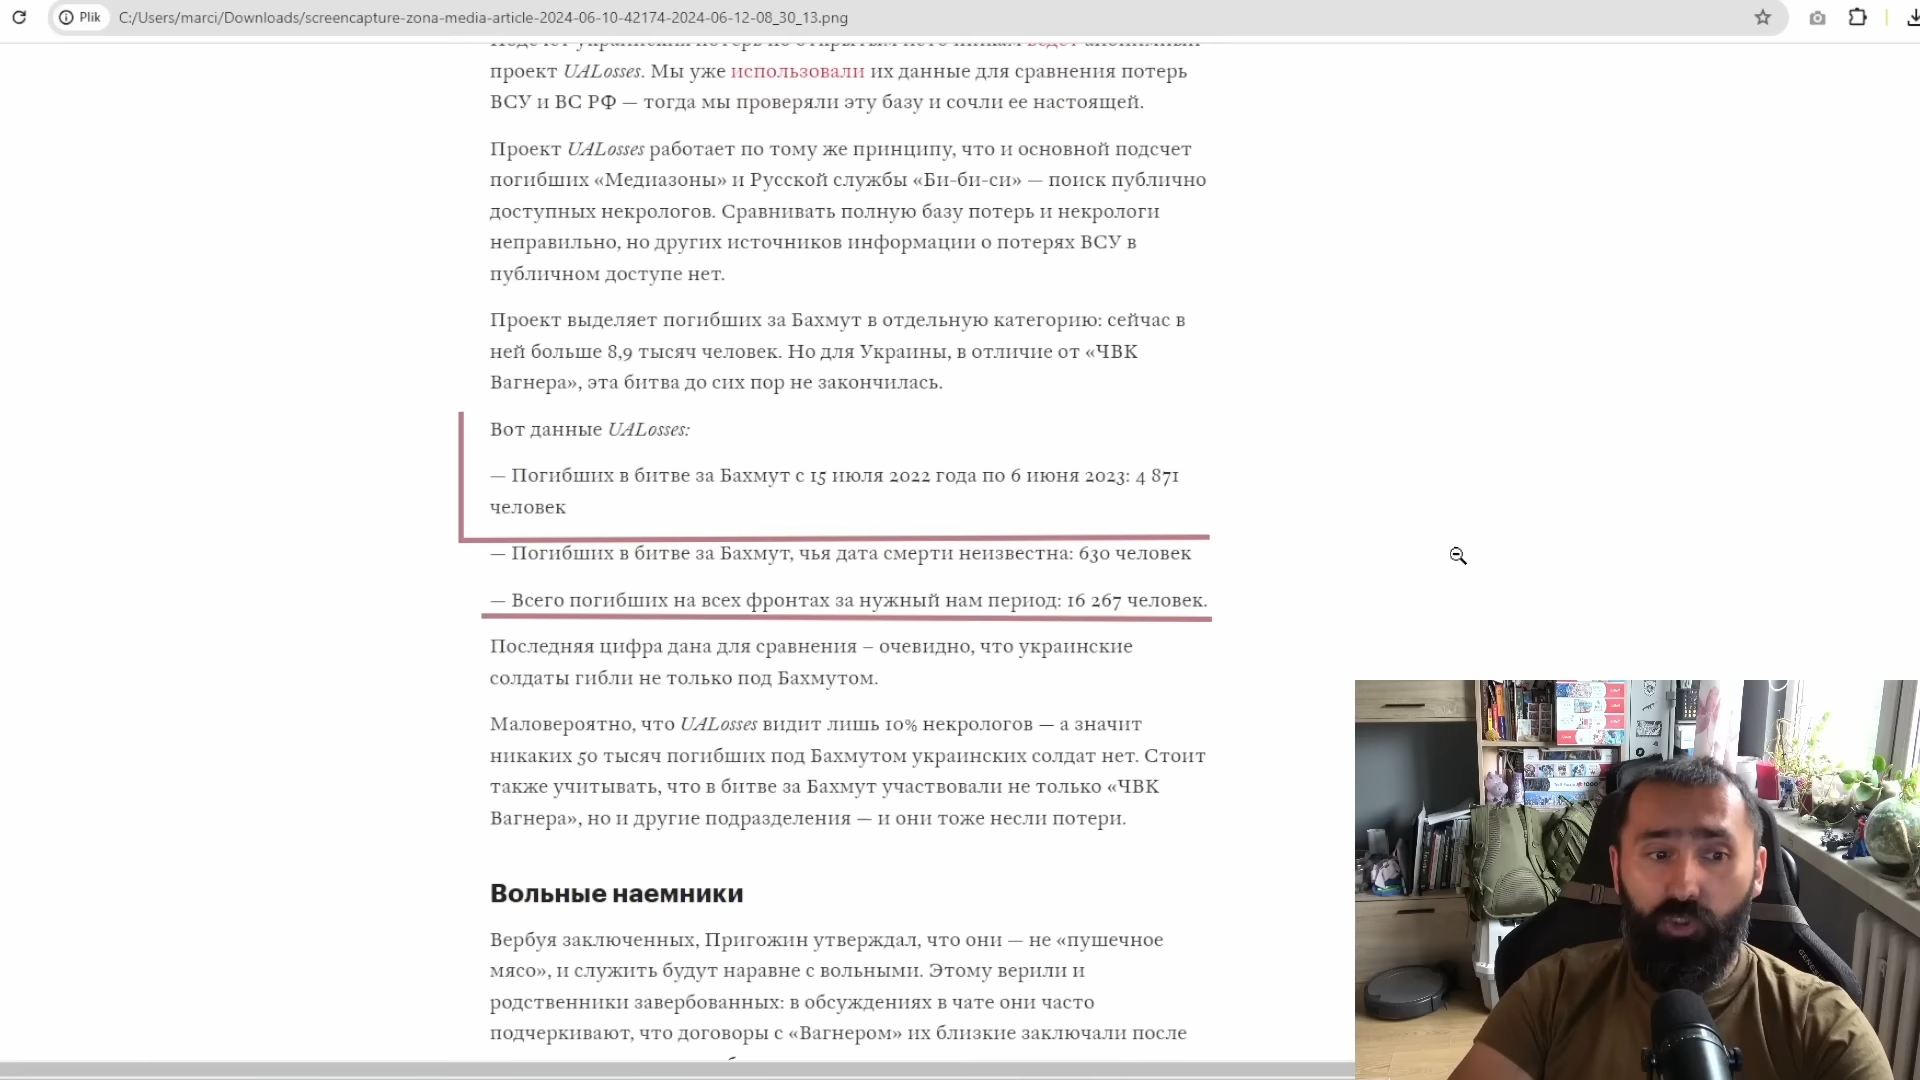 Plik
C:/Users/marci/Downloads/screencapture-zona-media-article-2024-06-10-42174-2024-06-12-08_30_13.png
Подсчет украинских потерь по открытым источникам ведет анонимный
проект UALosses. Мы уже использовали их данные для сравнения потерь
ВСУ и ВС РФ — тогда мы проверяли эту базу и сочли ее настоящей.
Проект UALosses работает по тому же принципу, что и основной подсчет
погибших «Медиазоны» и Русской службы «Би-би-си» — поиск публично
доступных некрологов. Сравнивать полную базу потерь и некрологи
неправильно, но других источников информации о потерях ВСУ в
публичном доступе нет.
Проект выделяет погибших за Бахмут в отдельную категорию: сейчас в
ней больше 8,9 тысяч человек. Но для Украины, в отличие от «ЧВК
Вагнера», эта битва до сих пор не закончилась.
Вот данные UALosses:
— Погибших в битве за Бахмут с 15 июля 2022 года по 6 июня 2023: 4 871
человек
— Погибших в битве за Бахмут, чья дата смерти неизвестна: 630 человек
— Всего погибших на всех фронтах за нужный нам период: 16 267 человек.
Последняя цифра дана для сравнения – очевидно, что украинские
солдаты гибли не только под Бахмутом.
Маловероятно, что UALosses видит лишь 10% некрологов — а значит
никаких 50 тысяч погибших под Бахмутом украинских солдат нет. Стоит
также учитывать, что в битве за Бахмут участвовали не только «ЧВК
Вагнера», но и другие подразделения — и они тоже несли потери.
Вольные наемники
Вербуя заключенных, Пригожин утверждал, что они — не «пушечное
мясо», и служить будут наравне с вольными. Этому верили и
родственники завербованных: в обсуждениях в чате они часто
подчеркивают, что договоры с «Вагнером» их близкие заключали после